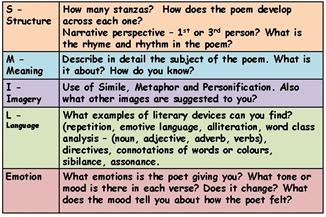 S – Structure
How many stanzas? How does the poem develop
across each one?
Narrative perspective – 1st or 3rd person? What is
the rhyme and rhythm in the poem?
M – Meaning
Describe in detail the subject of the poem. What is
it about? How do you know?
I – Imagery
Use of Simile, Metaphor and Personification. Also
what other images are suggested to you?
L – Language
What examples of literary devices can you find?
(repetition, emotive language, alliteration, word class
analysis – (noun, adjective, adverb, verbs),
directives, connotations of words or colours,
sibilance, assonance.
Emotion
What emotions is the poet giving you? What tone or
mood is there in each verse? Does it change? What
does the mood tell you about how the poet felt?